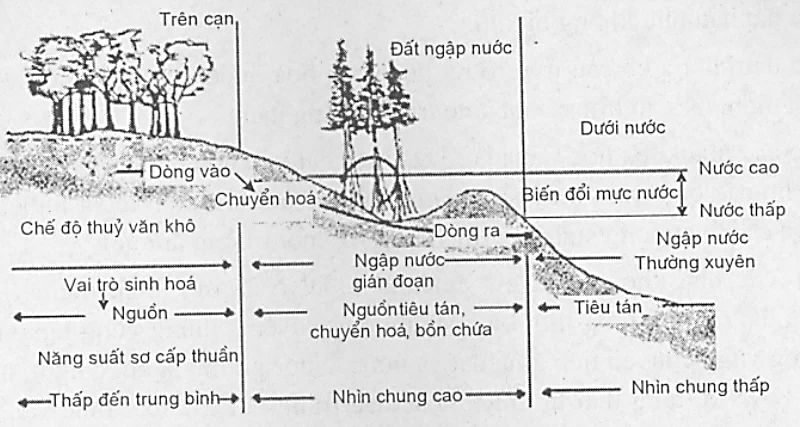 Trên cạn
Đất ngập nước
Dưới nước
Dòng vào
Nước cao
Chuyển hoá
Biến đổi mực nước
Nước thấp
Chế độ thuỷ văn khô
Dòng ra
Ngập nước
Thường xuyên
Ngập nước
gián đoạn
Vai trò sinh hoá
Nguồn
Nguồn tiêu tán,
chuyển hoá, bồn chứa
Tiêu tán
Năng suất sơ cấp thuần
Thấp đến trung bình
Nhìn chung cao
Nhìn chung thấp